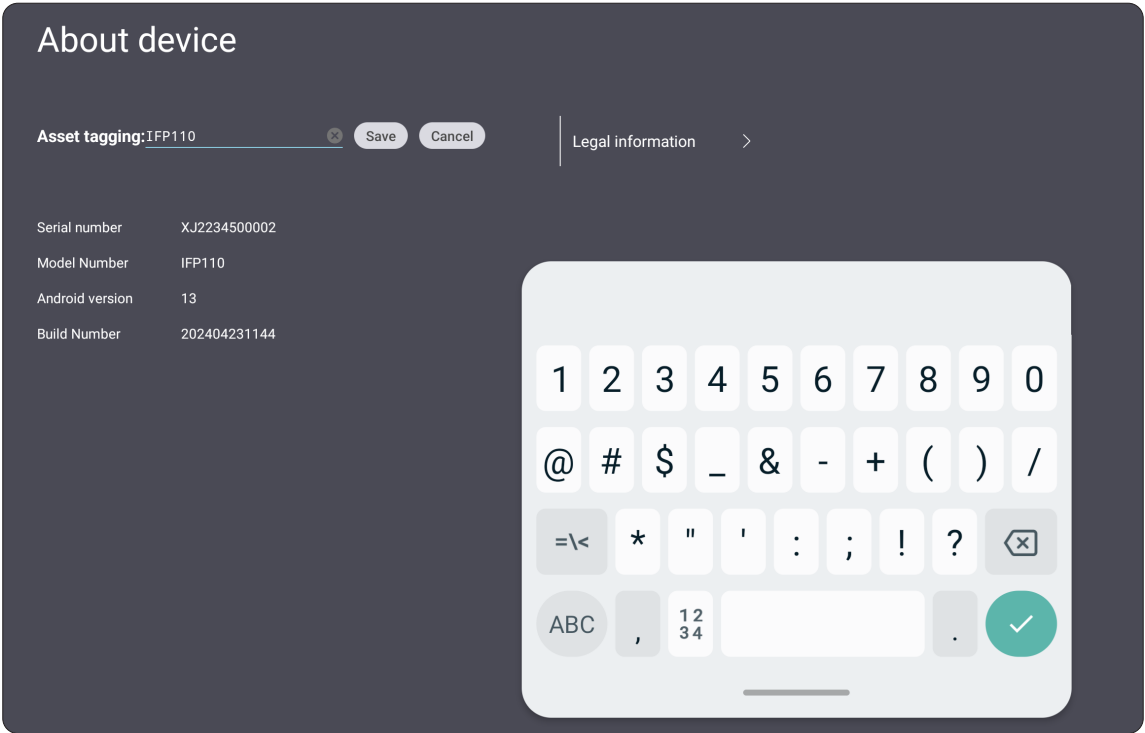 About device
Asset tagging:IFP110 Save Cancel
Legal information
Serial number XJ2234500002
Model Number IFP110
Android version 13
Build Number 202404231144
1 2 3 4 5 6 7 8 9 0
@ # $ _ & - + ( ) /
=\< * " ' : ; ! ?
ABC , 12 34 .